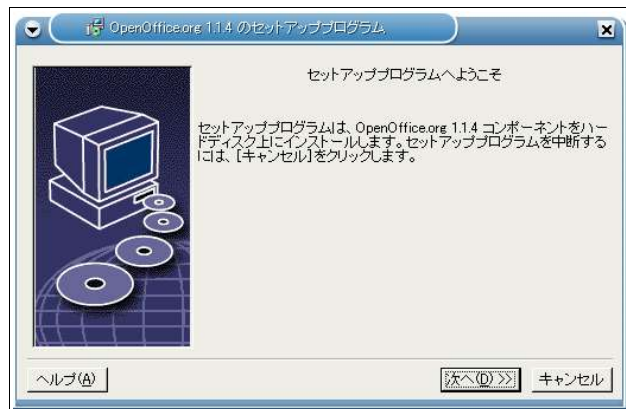 OpenOffice.org 1.1.4 のセットアッププログラム
セットアッププログラムへようこそ
セットアッププログラムは、OpenOffice.org 1.1.4 コンポーネントをハー
ドディスク上にインストールします。セットアッププログラムを中断する
には、[キャンセル]をクリックします。
ヘルプ(A)
次へ(D) >>
キャンセル